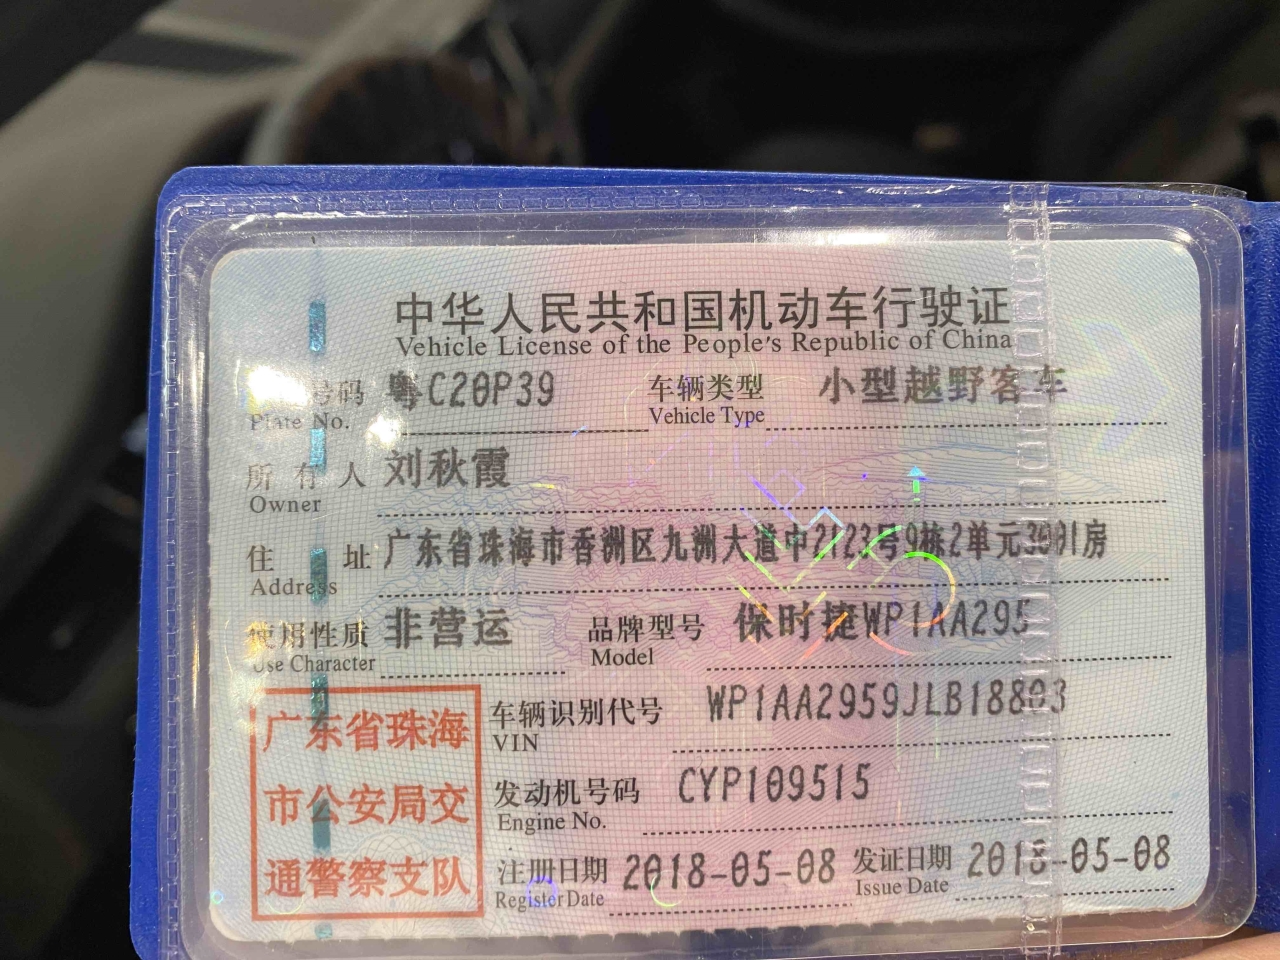 中华人民共和国机动车行驶证
Vehicle License of the People's Republic of China
号码 粤C20P39 车辆类型 小型越野客车
Plate No. Vehicle Type
所有人 刘秋霞
Owner
住址 广东省珠海市香洲区九洲大道中2123号9栋2单元3001房
Address
使用性质 非营运 品牌型号 保时捷WP1AA295
Use Character Model
广东省珠海 车辆识别代号 WP1AA2959JLB18803
VIN
市公安局交 发动机号码 CYP109515
Engine No.
通警察支队 注册日期 2018-05-08 发证日期 2018-05-08
Register Date Issue Date